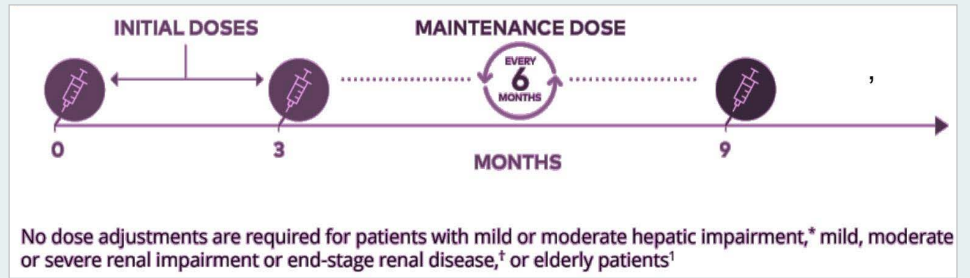 INITIAL DOSES
MAINTENANCE DOSE
EVERY
6
MONTHS
,
0
3
9
MONTHS
No dose adjustments are required for patients with mild or moderate hepatic impairment,* mild, moderate
or severe renal impairment or end-stage renal disease,† or elderly patients¹